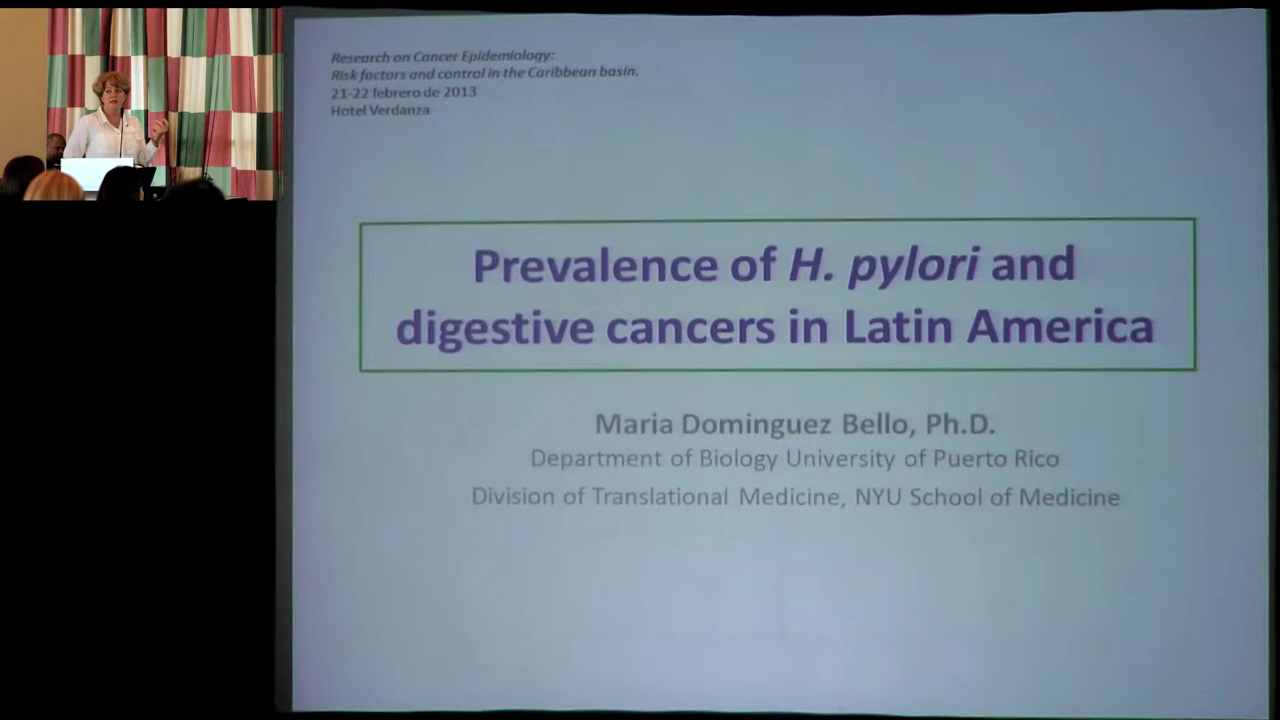 Research on Cancer Epidemiology:
Risk factors and control in the Caribbean basin.
21-22 febrero de 2013
Hotel Verdanza
Prevalence of H. pylori and
digestive cancers in Latin America
Maria Dominguez Bello, Ph.D.
Department of Biology University of Puerto Rico
Division of Translational Medicine, NYU School of Medicine